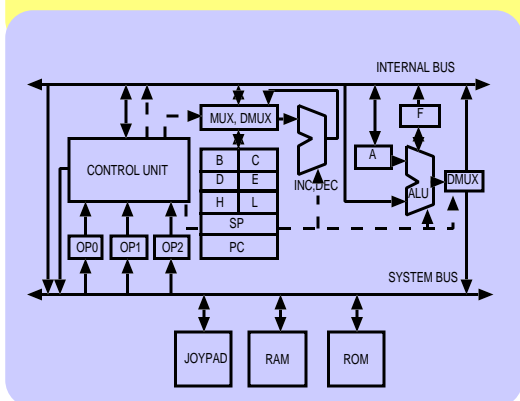 INTERNAL BUS
MUX, DMUX
F
CONTROL UNIT
B C
A
D E
INC,DEC
DMUX
H L
ALU
SP
OP0 OP1 OP2
PC
SYSTEM BUS
JOYPAD RAM ROM